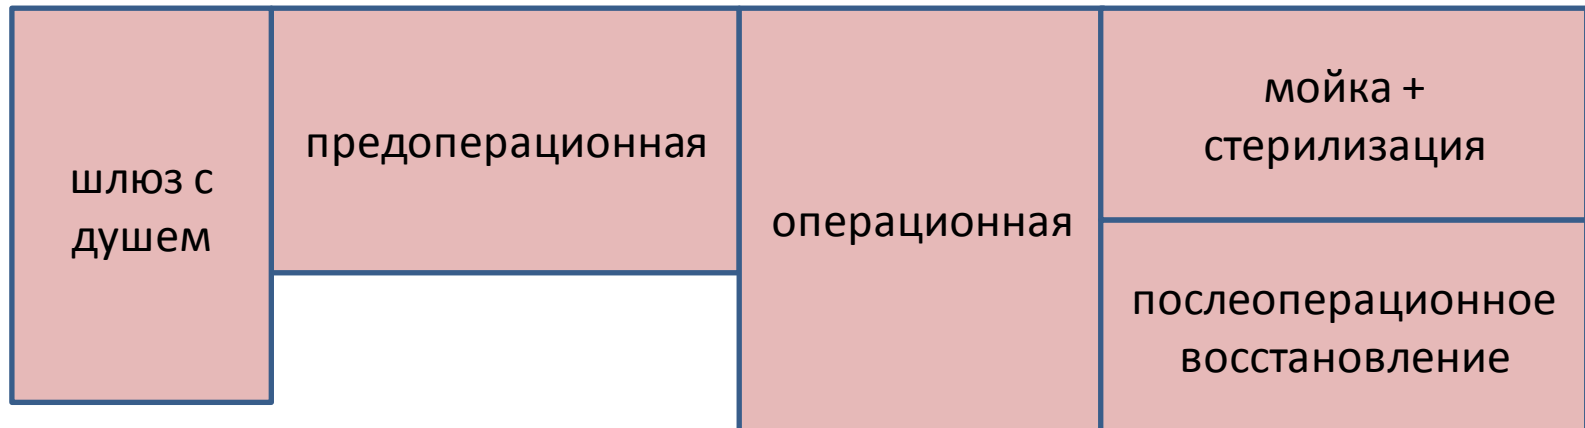 шлюз с
душем
предоперационная
операционная
мойка +
стерилизация
послеоперационное
восстановление